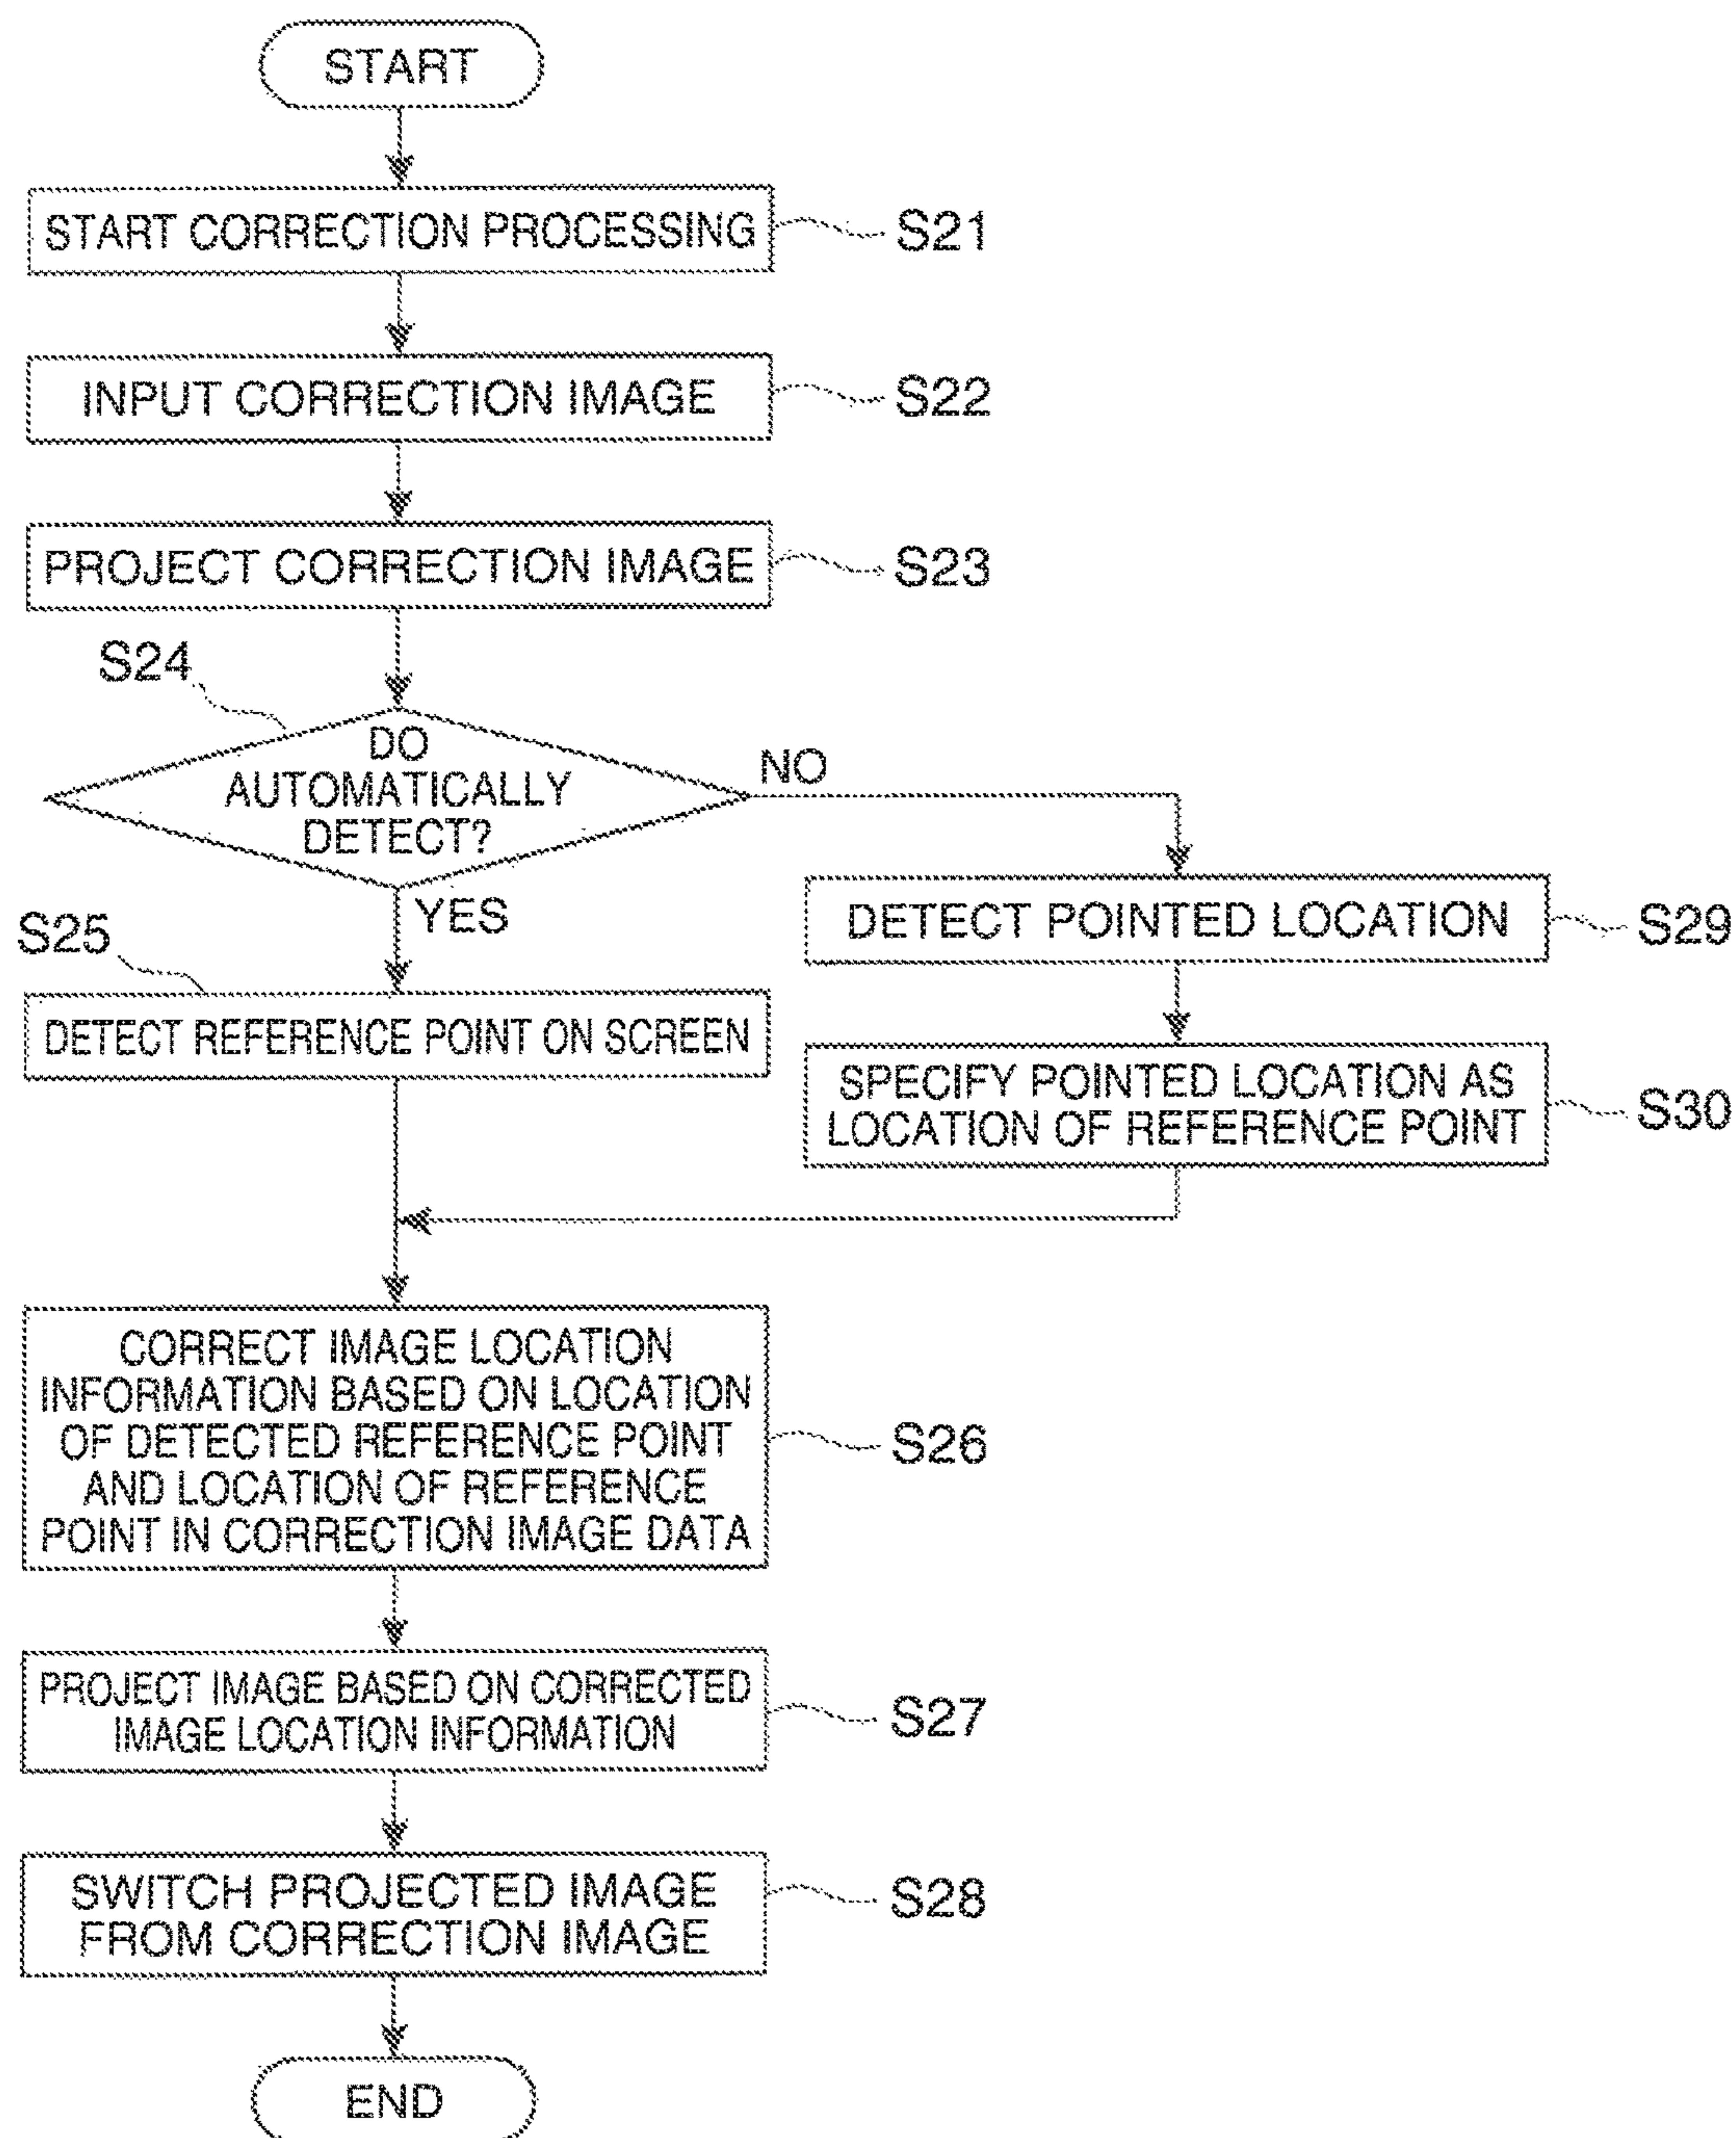 START
START CORRECTION PROCESSING
S21
INPUT CORRECTION IMAGE
S22
PROJECT CORRECTION IMAGE
S23
S24
DO
AUTOMATICALLY
DETECT?
NO
YES
S25
DETECT REFERENCE POINT ON SCREEN
DETECT POINTED LOCATION
S29
SPECIFY POINTED LOCATION AS
LOCATION OF REFERENCE POINT
S30
CORRECT IMAGE LOCATION
INFORMATION BASED ON LOCATION
OF DETECTED REFERENCE POINT
AND LOCATION OF REFERENCE
POINT IN CORRECTION IMAGE DATA
S26
PROJECT IMAGE BASED ON CORRECTED
IMAGE LOCATION INFORMATION
S27
SWITCH PROJECTED IMAGE
FROM CORRECTION IMAGE
S28
END